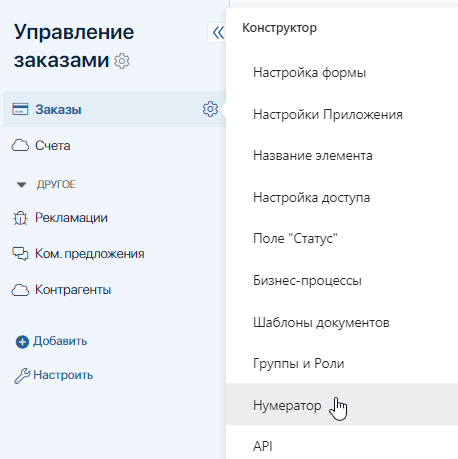 Управление
заказами
Заказы
Счета
ДРУГОЕ
Рекламации
Ком. предложения
Контрагенты
Добавить
Настроить
Конструктор
Настройка формы
Настройки Приложения
Название элемента
Настройка доступа
Поле "Статус"
Бизнес-процессы
Шаблоны документов
Группы и Роли
Нумератор
API